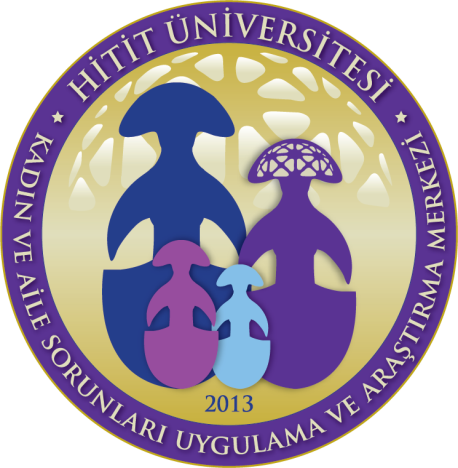 HİTİT ÜNİVERSİTESİ
KADIN VE AİLE SORUNLARI UYGULAMA VE ARAŞTIRMA MERKEZİ
2013